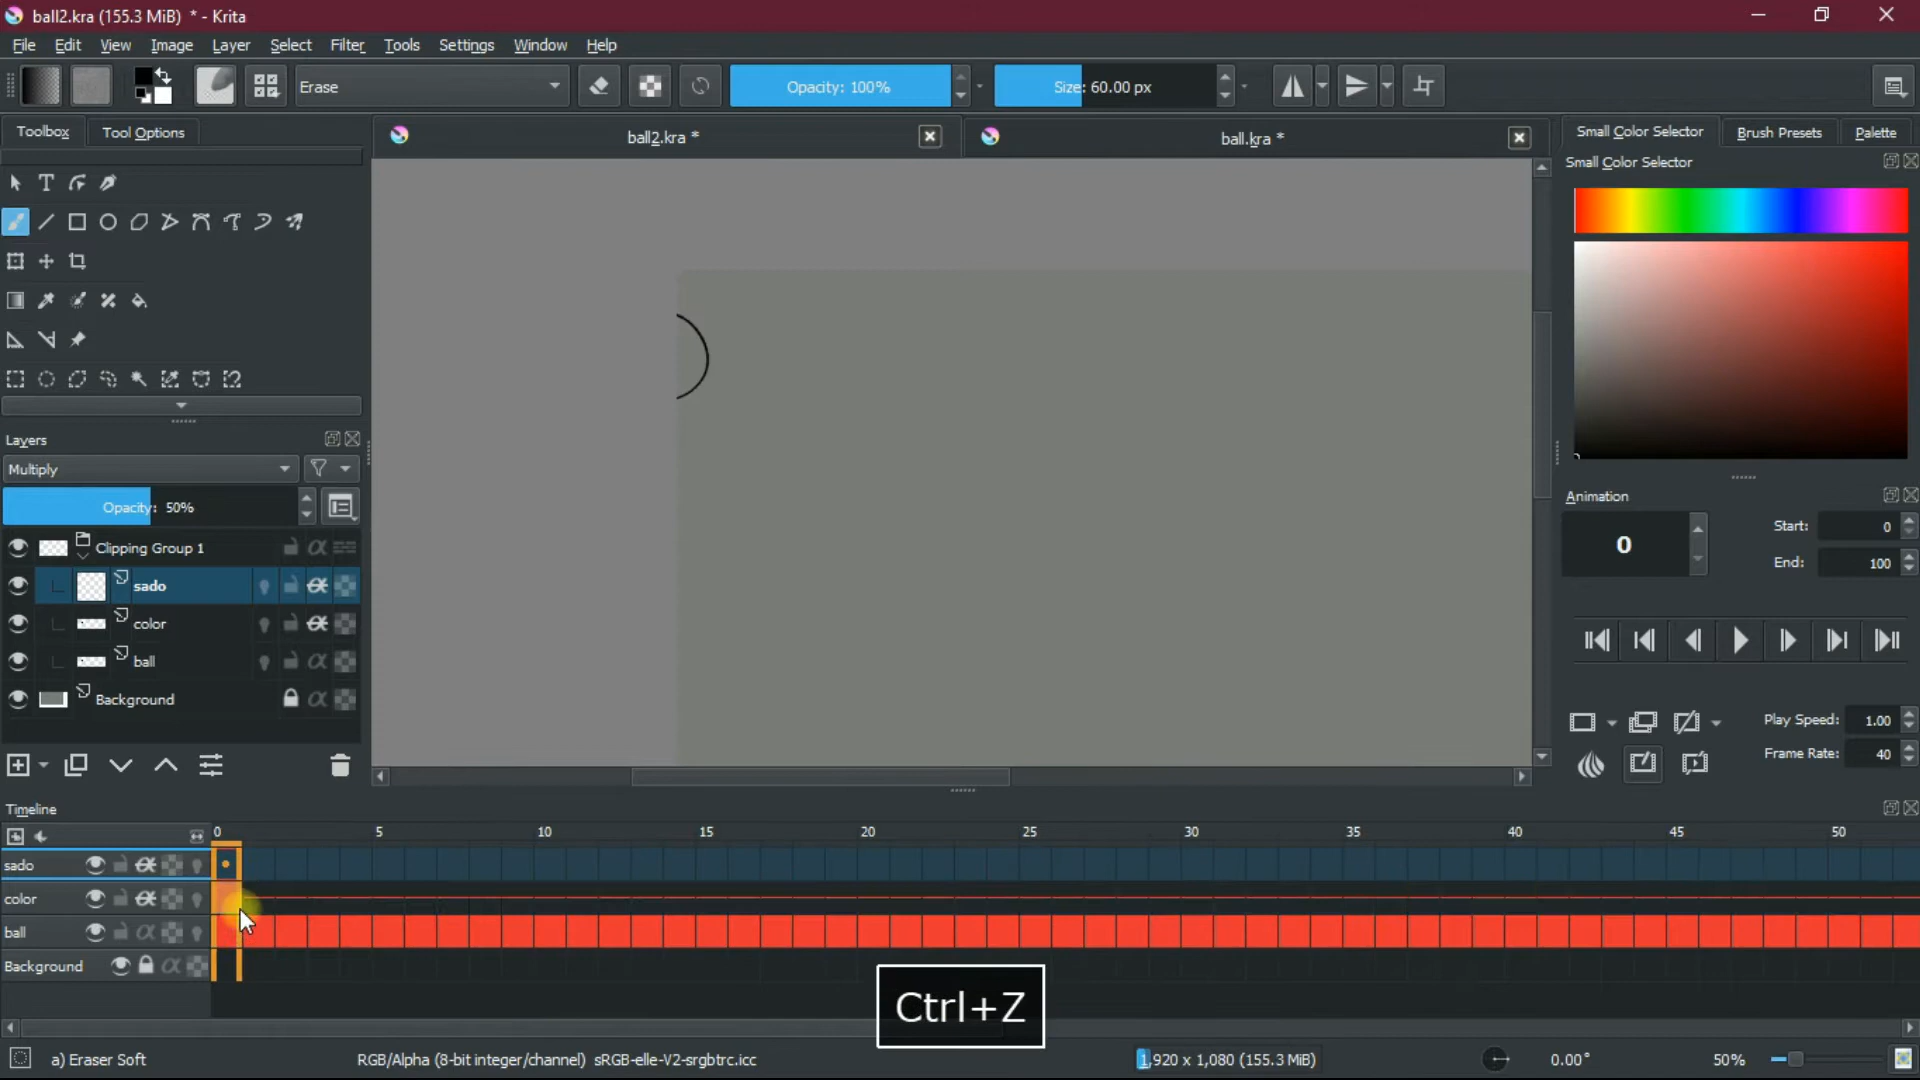 ball2.kra (155.3 MiB) * - Krita
File Edit View Image Layer Select Filter Tools Settings Window Help
Erase Opacity: 100% Size: 60.00 px
Toolbox Tool Options
ball2.kra * ball.kra *
Small Color Selector Brush Presets Palette
Small Color Selector
Layers
Multiply
Opacity: 50%
Clipping Group 1
sado
color
ball
Background
Animation
0
Start: 0
End: 100
Play Speed: 1.00
Frame Rate: 40
Timeline
0 5 10 15 20 25 30 35 40 45 50
sado
color
ball
Background
Ctrl+Z
a) Eraser Soft RGB/Alpha (8-bit integer/channel) sRGB-elle-V2-srgbtrc.icc 1,920 x 1,080 (155.3 MiB) 0.00° 50%